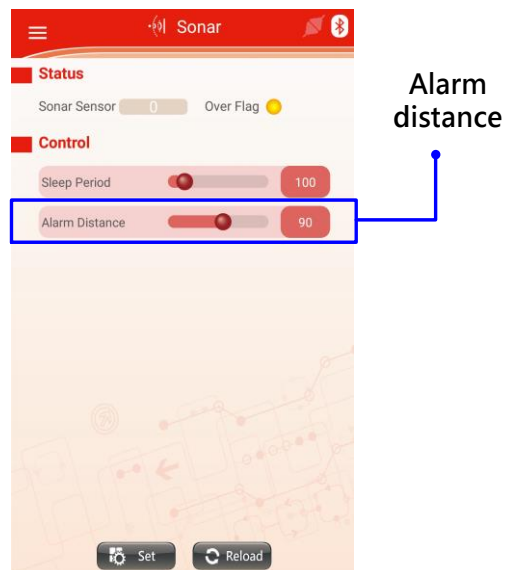 Sonar
Status
Sonar Sensor 0 Over Flag
Control
Sleep Period 100
Alarm Distance 90
Alarm
distance
Set Reload